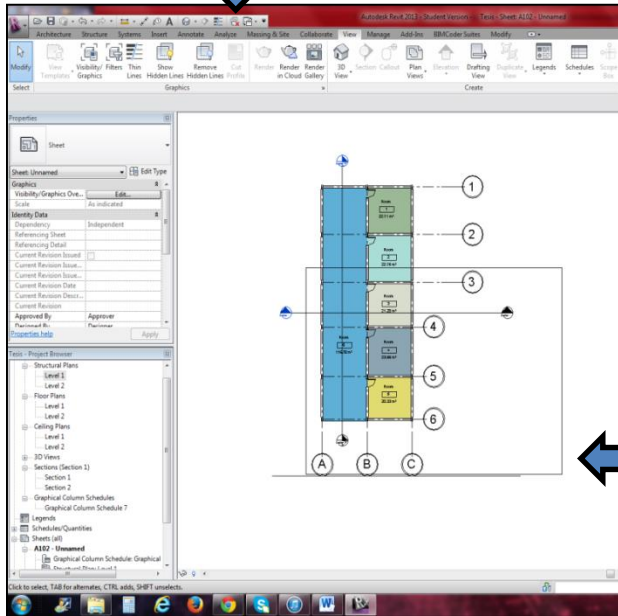 Autodesk Revit 2013 - Student Version - Tesis - Sheet: A102 - Unnamed
Architecture Structure Systems Insert Annotate Analyze Massing & Site Collaborate View Manage Add-Ins BIMCoder Suites Modify
Modify View Templates Visibility/ Graphics Filters Thin Lines Show Hidden Lines Remove Hidden Lines Cut Profile Render Render in Cloud Render Gallery 3D View Section Callout Plan Views Elevation Drafting View Duplicate View Legends Schedules Scope Box
Select Graphics Create
Properties
Sheet
Sheet: Unnamed Edit Type
Graphics
Visibility/Graphics Ove... Edit...
Scale As indicated
Identity Data
Dependency Independent
Referencing Sheet
Referencing Detail
Current Revision Issued
Current Revision Issue...
Current Revision Issue...
Current Revision Date
Current Revision Descr...
Current Revision
Approved By Approver
Designed By Designer
Properties help Apply
Tesis - Project Browser
Structural Plans
Level 1
Level 2
Floor Plans
Level 1
Level 2
Ceiling Plans
Level 1
Level 2
3D Views
Sections (Section 1)
Section 1
Section 2
Graphical Column Schedules
Graphical Column Schedule 7
Legends
Schedules/Quantities
Sheets (all)
A102 - Unnamed
Graphical Column Schedule: Graphical
Structural Plan: Level 1
1
2
3
4
5
6
A B C
Click to select, TAB for alternates, CTRL adds, SHIFT unselects.